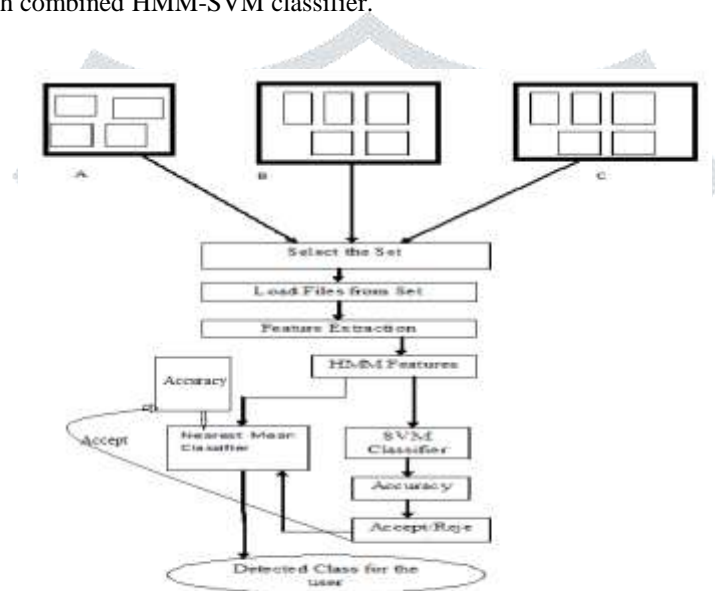 combined HMM-SVM classifier.
A
B
C
Select the Set
Load Files from Set
Feature Extraction
HMM Features
Accuracy
Accept
Nearest Mean
Classifier
SVM
Classifier
Accuracy
Accept/Reje
Detected Class for the
user